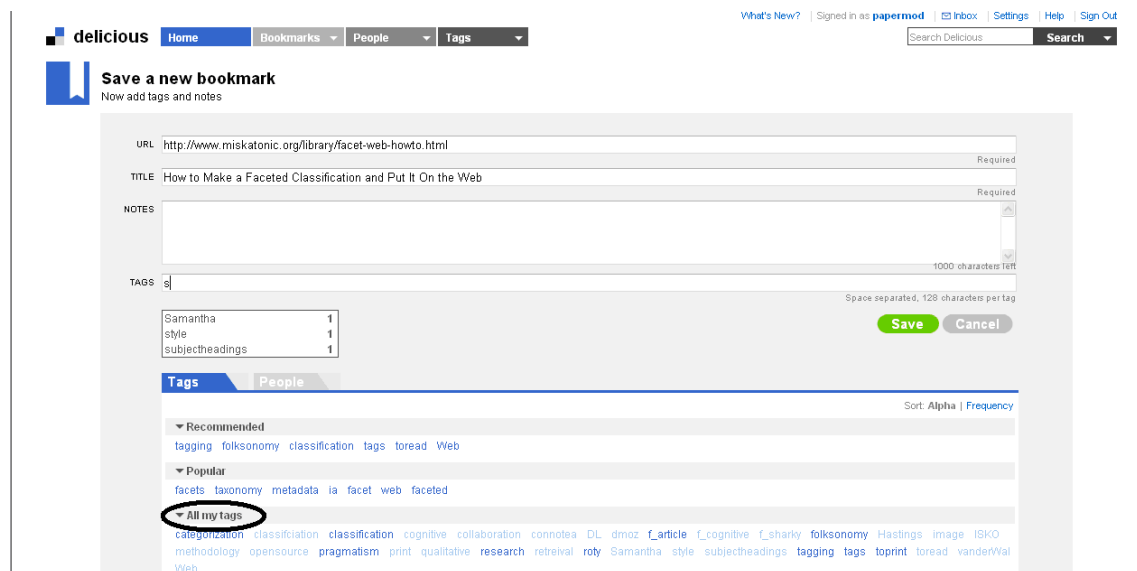 What's New? | Signed in as papermod | Inbox | Settings | Help | Sign Out
delicious Home Bookmarks People Tags Search Delicious Search
Save a new bookmark
Now add tags and notes
URL http://www.miskatonic.org/library/facet-web-howto.html
Required
TITLE How to Make a Faceted Classification and Put It On the Web
Required
NOTES
1000 characters left
TAGS s
Space separated, 128 characters per tag
Samantha 1
style 1
subjectheadings 1
Save Cancel
Tags People
Sort: Alpha | Frequency
Recommended
tagging folksonomy classification tags toread Web
Popular
facets taxonomy metadata ia facet web faceted
All my tags
categorization classifciation classification cognitive collaboration connotea DL dmoz f_article f_cognitive f_sharky folksonomy Hastings image ISKO
methodology opensource pragmatism print qualitative research retreival roty Samantha style subjectheadings tagging tags toprint toread vanderWal
Web